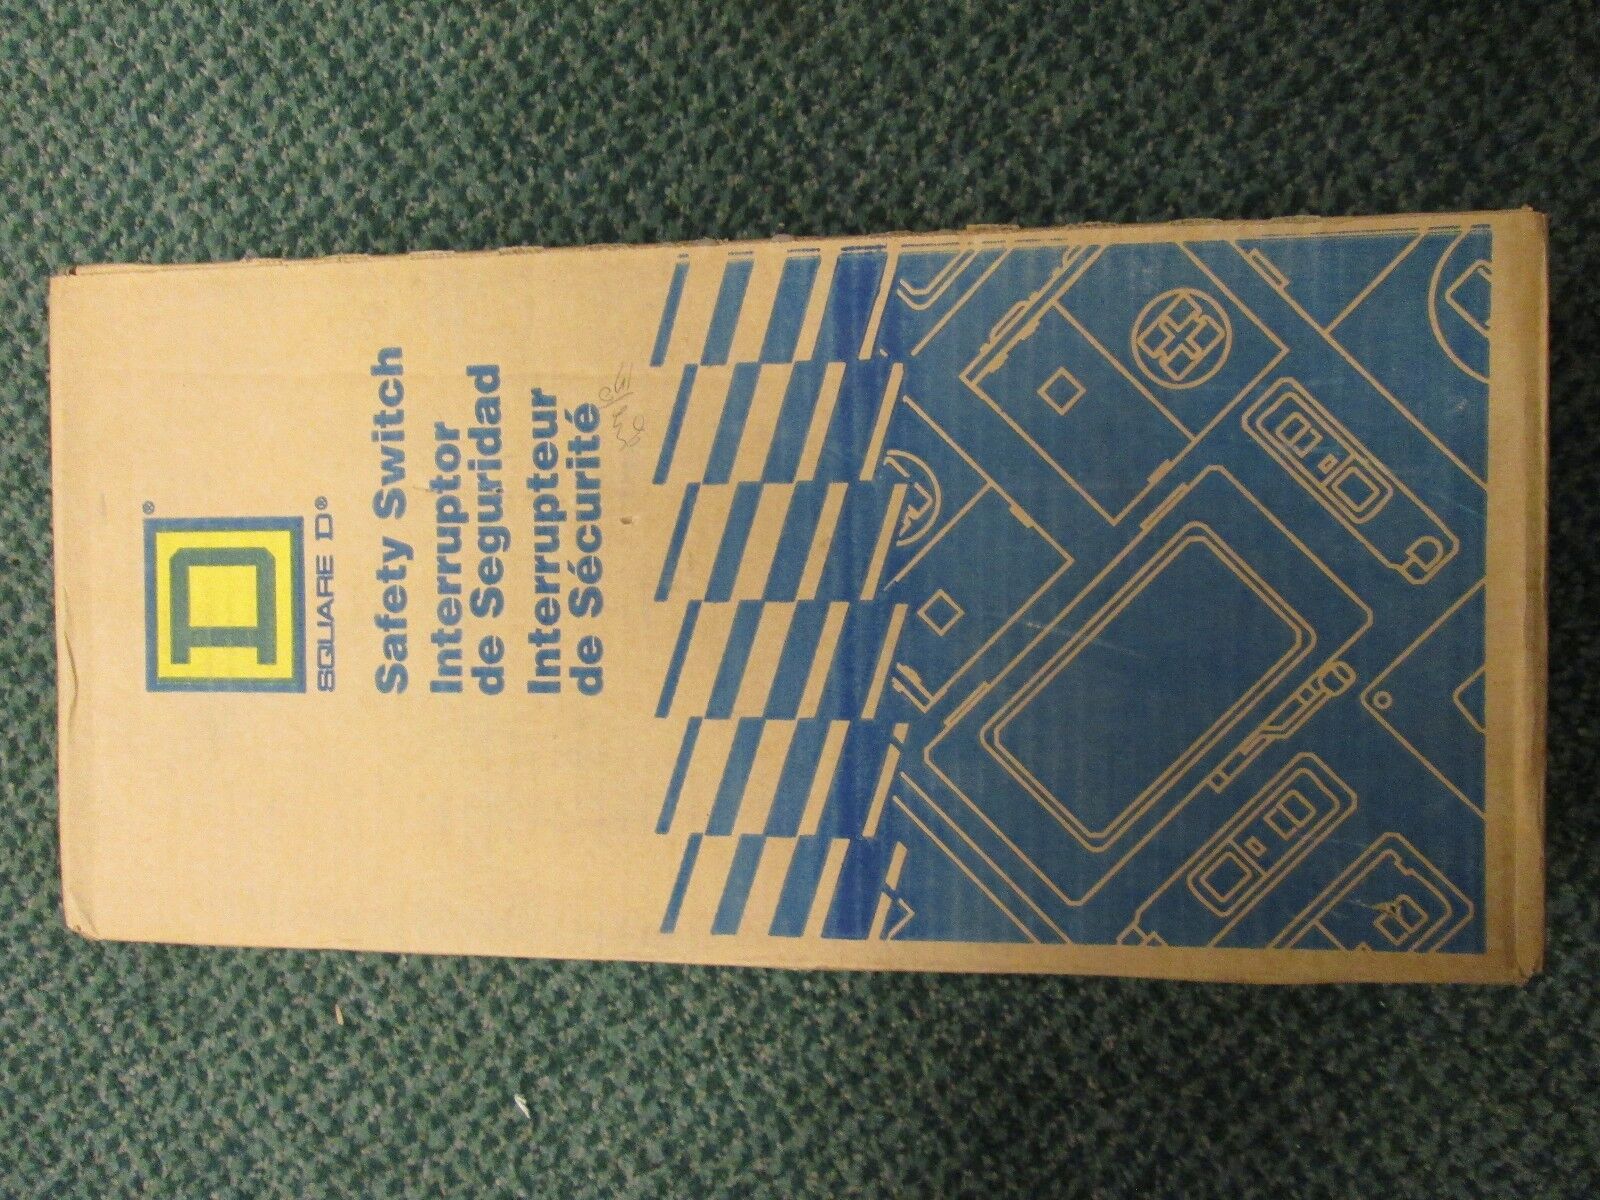 D®
SQUARE D®
Safety Switch
Interruptor
de Seguridad
Interrupteur
de Sécurité